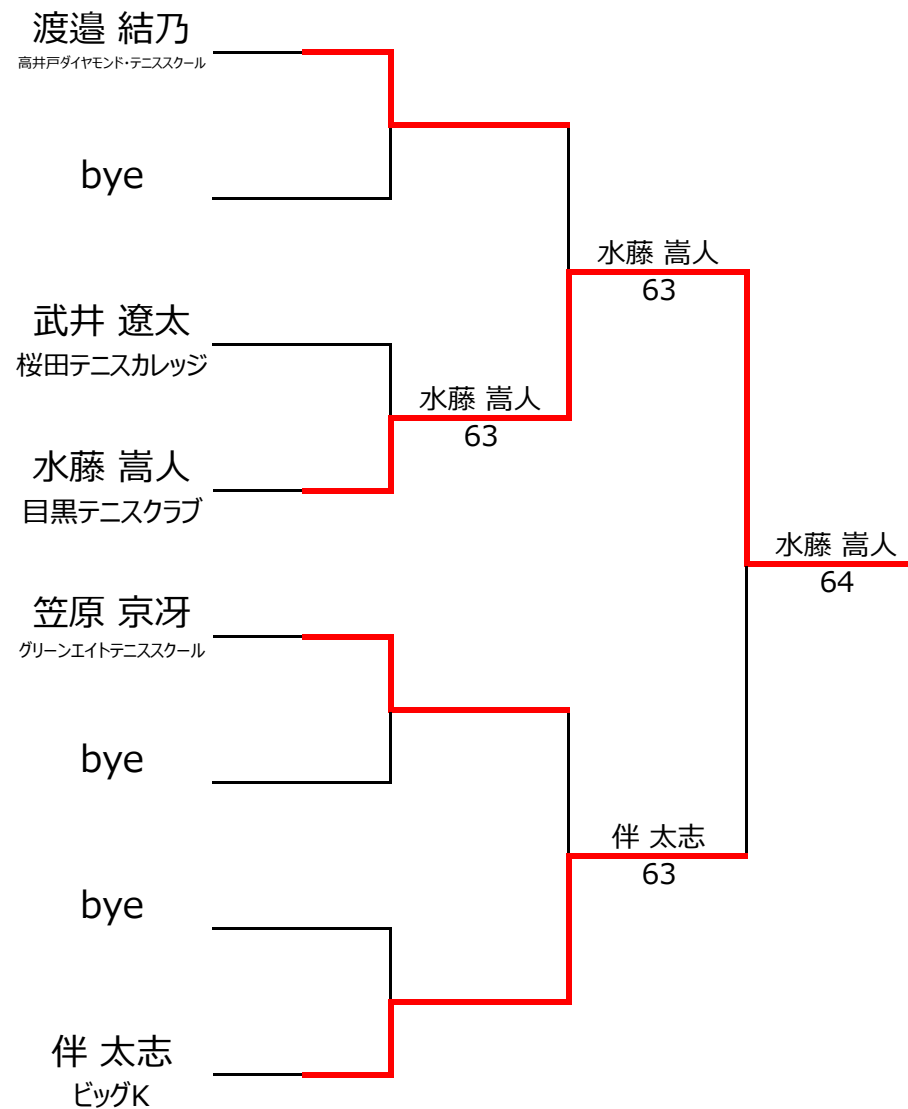 渡邉 結乃
高井戸ダイヤモンド・テニススクール
bye
武井 遼太
桜田テニスカレッジ
水藤 嵩人
目黒テニスクラブ
笠原 京冴
グリーンエイトテニススクール
bye
bye
伴 太志
ビッグK
水藤 嵩人
63
水藤 嵩人
63
伴 太志
63
水藤 嵩人
64